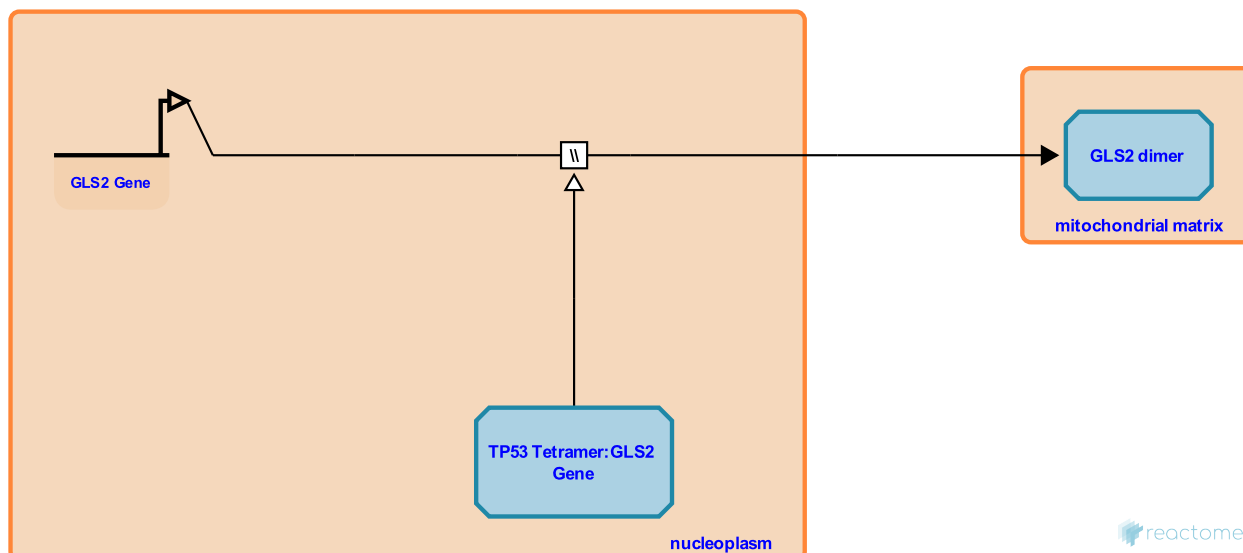 GLS2 Gene
\\
GLS2 dimer
mitochondrial matrix
TP53 Tetramer:GLS2
Gene
nucleoplasm
reactome